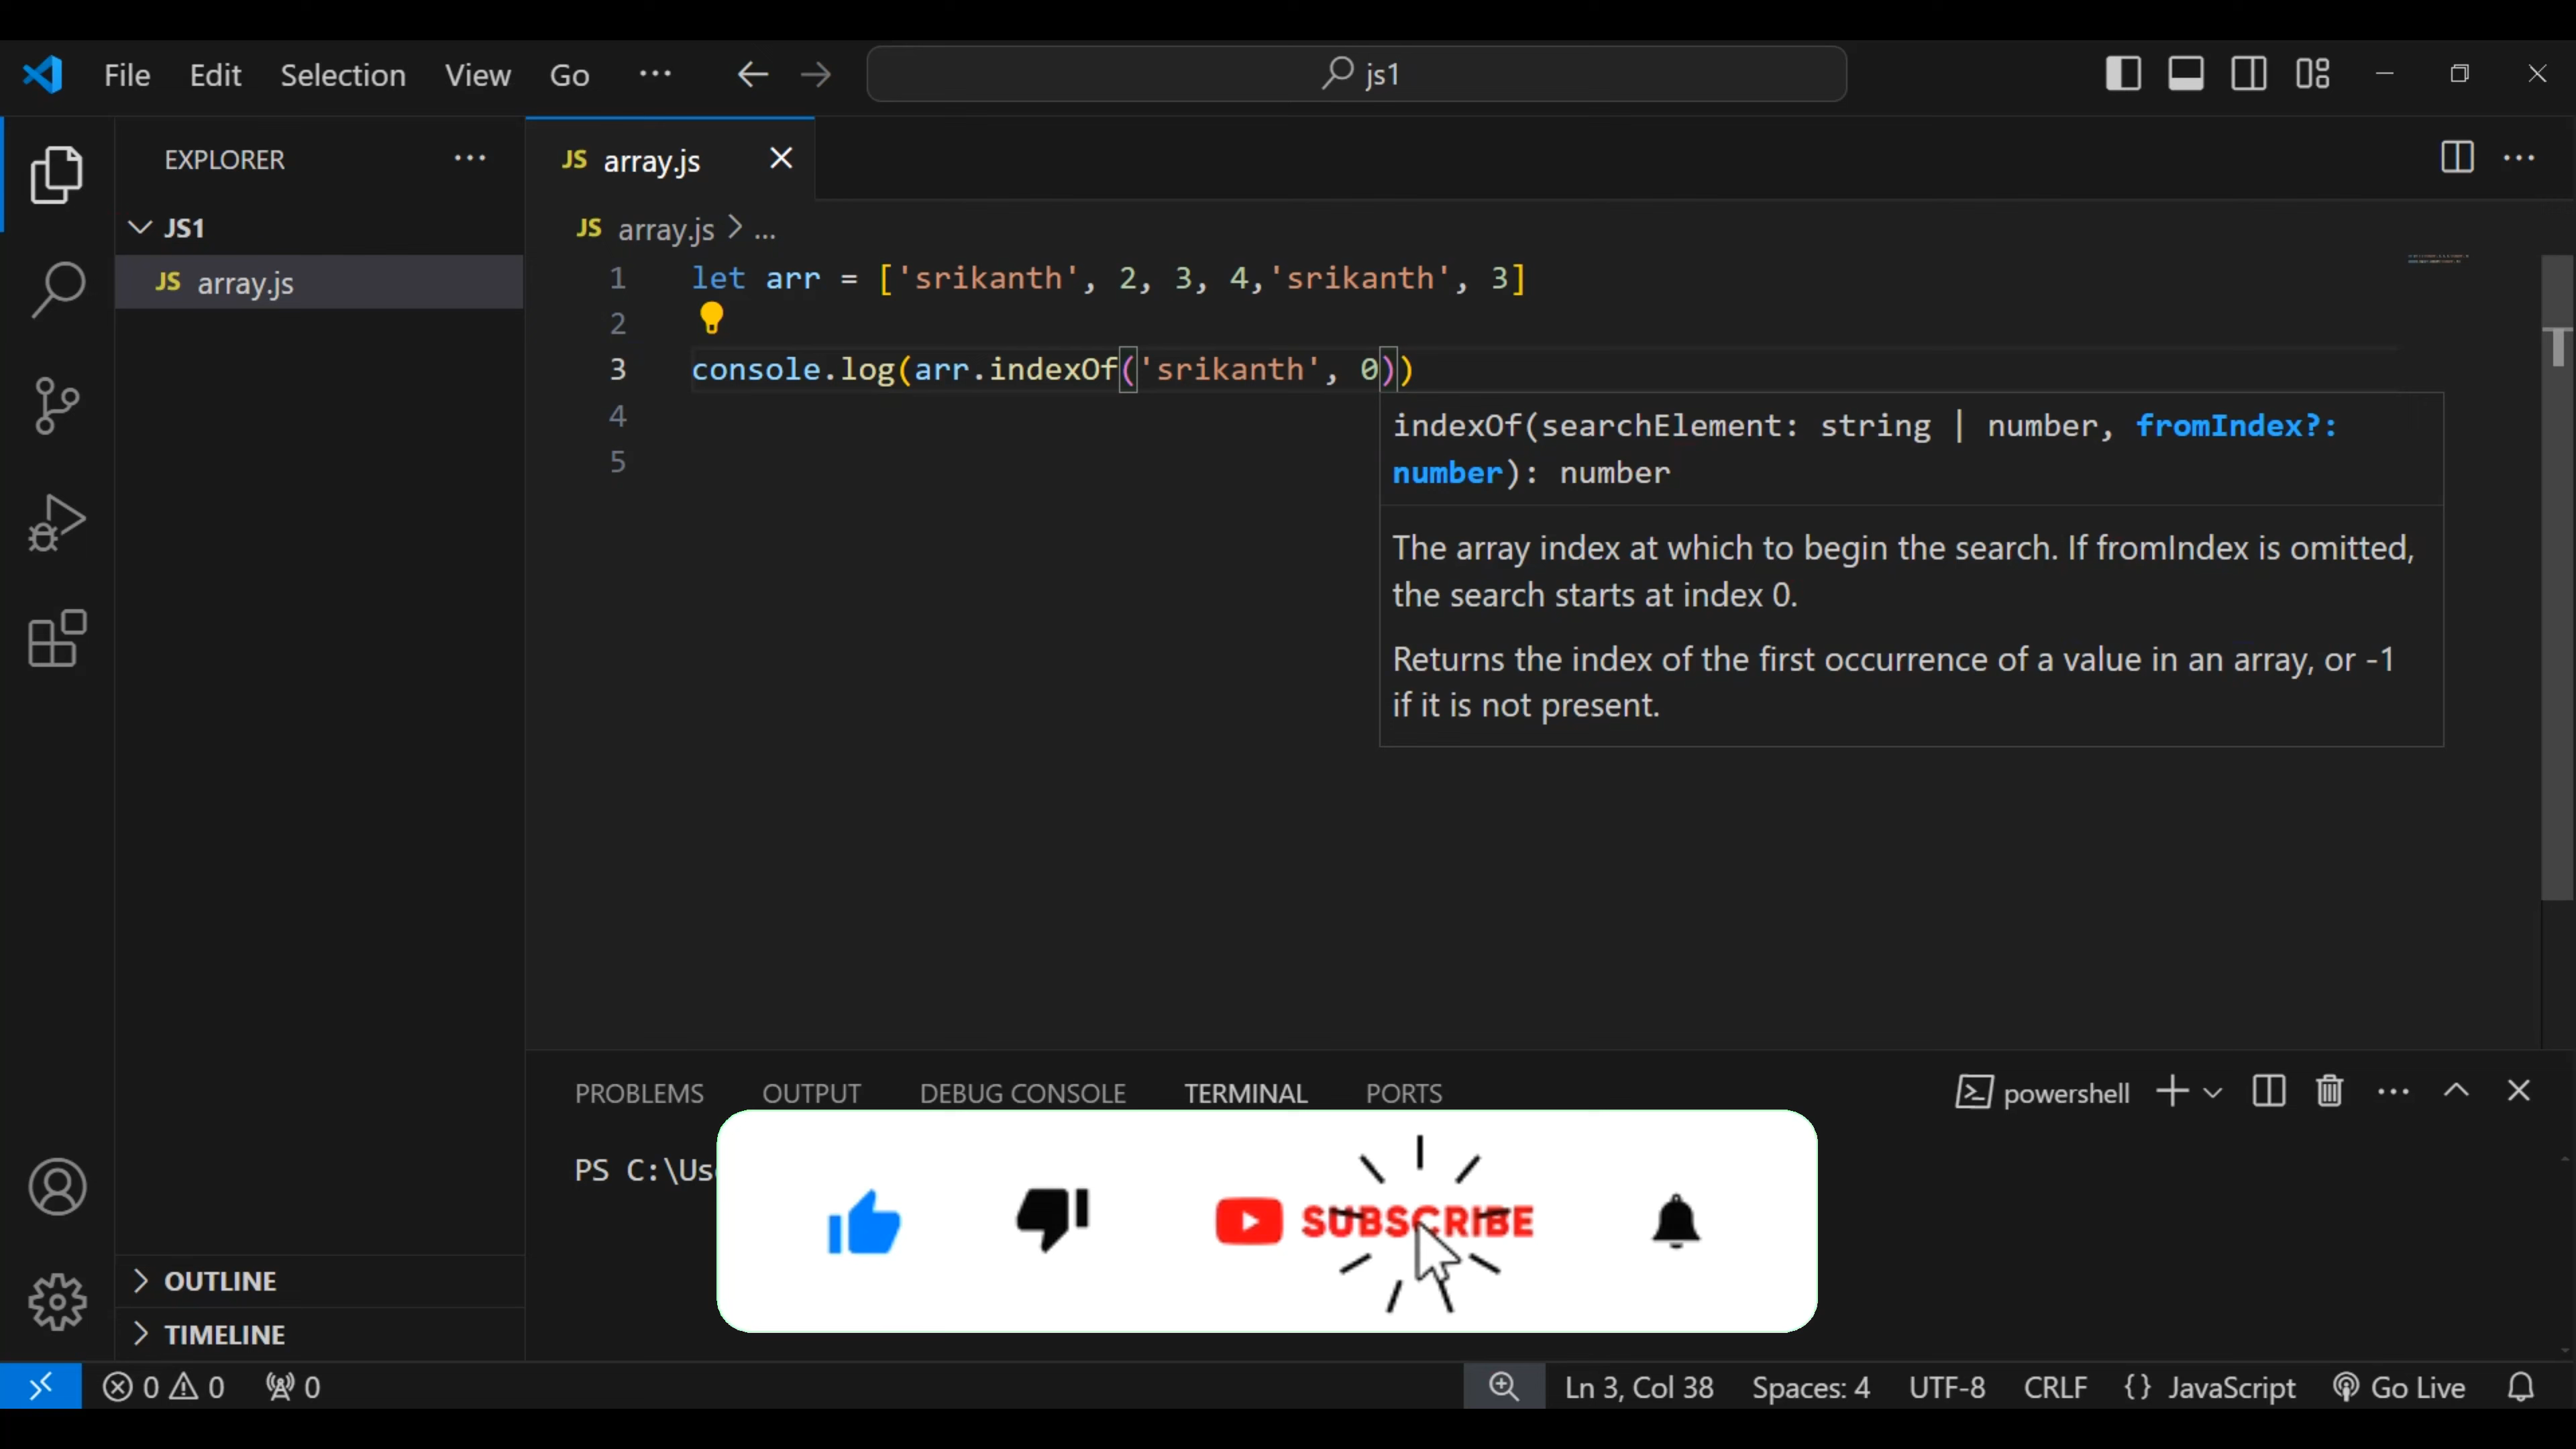 File Edit Selection View Go ... js1
EXPLORER ...
JS array.js
JS1
JS array.js > ...
JS array.js
1 let arr = ['srikanth', 2, 3, 4,'srikanth', 3]
2
3 console.log(arr.indexOf('srikanth', 0))
4
5
indexOf(searchElement: string | number, fromIndex?:
number): number
The array index at which to begin the search. If fromIndex is omitted,
the search starts at index 0.
Returns the index of the first occurrence of a value in an array, or -1
if it is not present.
PROBLEMS OUTPUT DEBUG CONSOLE TERMINAL PORTS powershell
PS C:\Us
SUBSCRIBE
OUTLINE
TIMELINE
0 0 0 Ln 3, Col 38 Spaces: 4 UTF-8 CRLF {} JavaScript Go Live